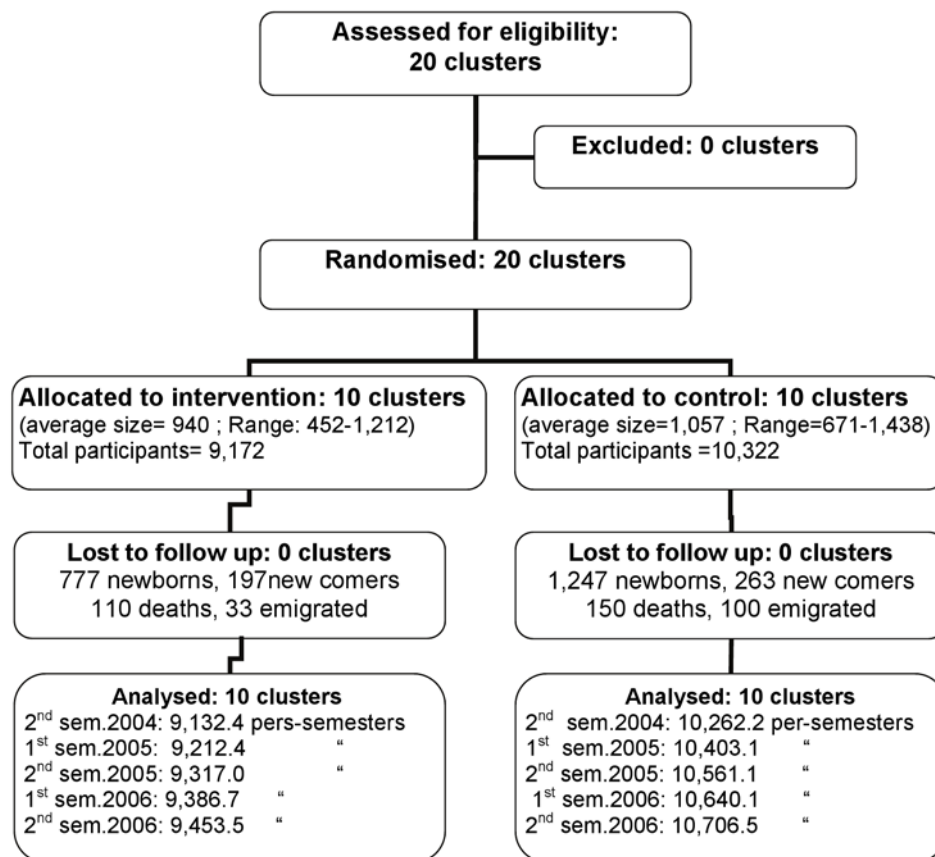 Assessed for eligibility:
20 clusters
Excluded: 0 clusters
Randomised: 20 clusters
Allocated to intervention: 10 clusters
(average size= 940 ; Range: 452-1,212)
Total participants= 9,172
Allocated to control: 10 clusters
(average size=1,057 ; Range=671-1,438)
Total participants =10,322
Lost to follow up: 0 clusters
777 newborns, 197new comers
110 deaths, 33 emigrated
Lost to follow up: 0 clusters
1,247 newborns, 263 new comers
150 deaths, 100 emigrated
Analysed: 10 clusters
2nd sem.2004: 9,132.4 pers-semesters
1st sem.2005: 9,212.4 “
2nd sem.2005: 9,317.0 “
1st sem.2006: 9,386.7 “
2nd sem.2006: 9,453.5 “
Analysed: 10 clusters
2nd sem.2004: 10,262.2 per-semesters
1st sem.2005: 10,403.1 “
2nd sem.2005: 10,561.1 “
1st sem.2006: 10,640.1 “
2nd sem.2006: 10,706.5 “